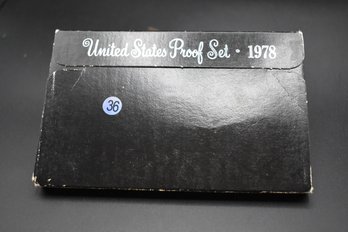 United States Proof Set • 1978
36